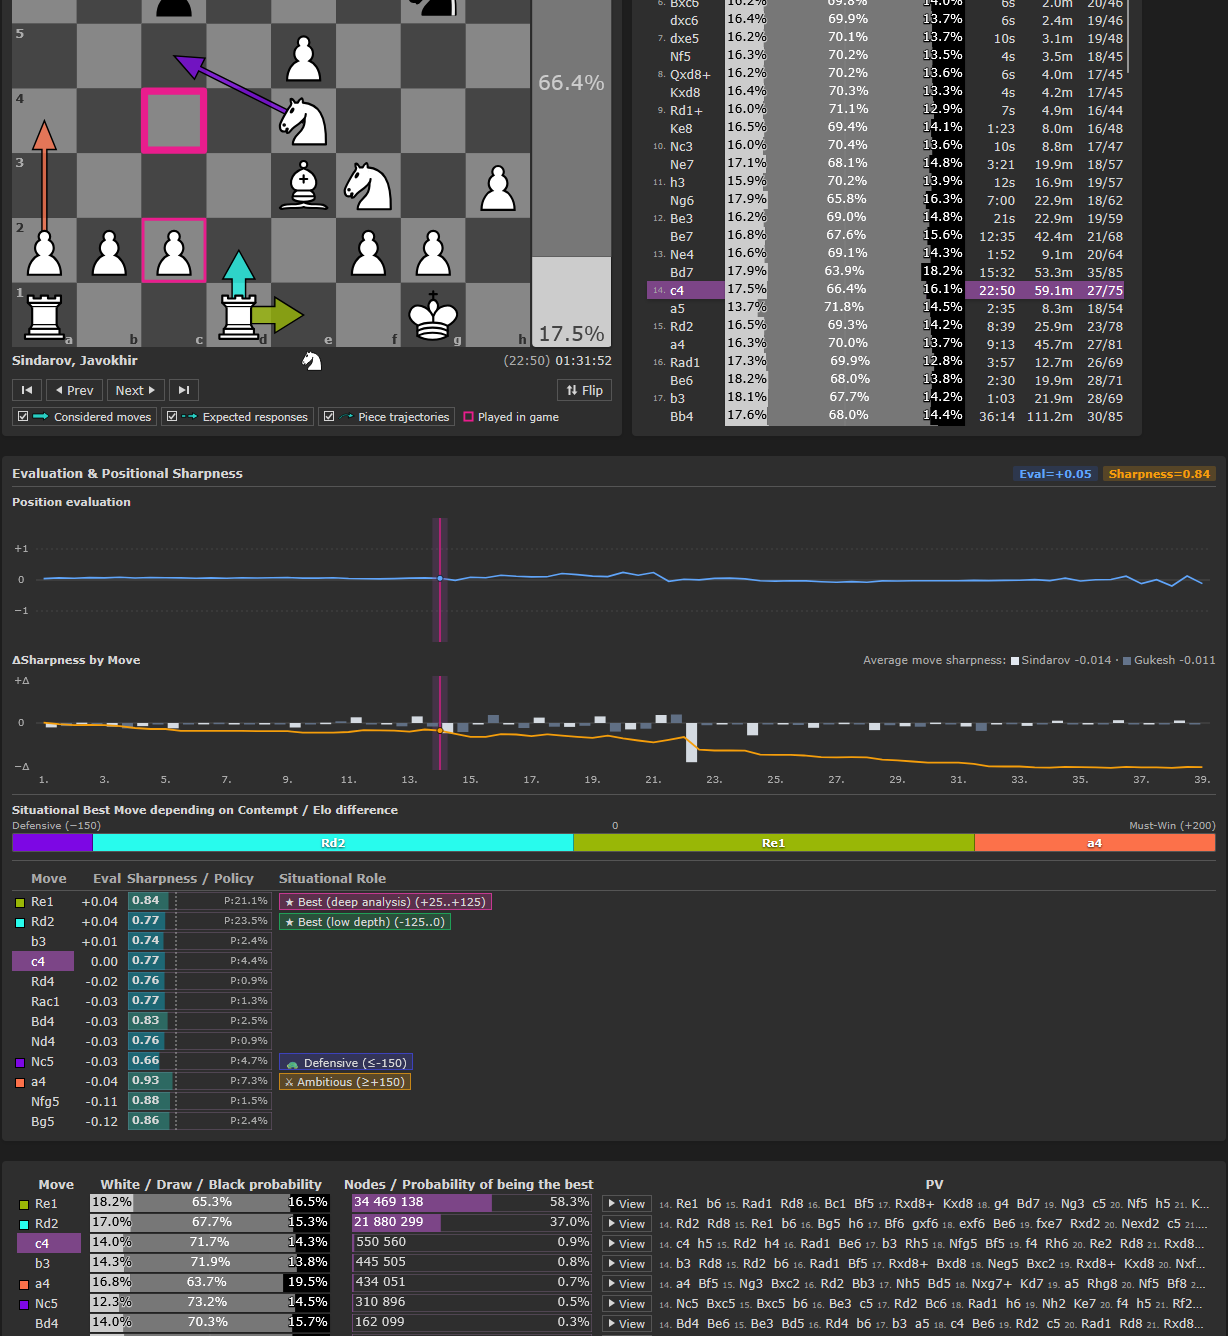 6. Bxc6 16.2% 69.8% 14.0% 6s 2.0m 20/46
dxc6 16.4% 69.9% 13.7% 6s 2.4m 19/46
7. dxe5 16.2% 70.1% 13.7% 10s 3.1m 19/48
Nf5 16.3% 70.2% 13.5% 4s 3.5m 18/45
8. Qxd8+ 16.2% 70.2% 13.6% 6s 4.0m 17/45
Kxd8 16.4% 70.3% 13.3% 4s 4.2m 17/45
9. Rd1+ 16.0% 71.1% 12.9% 7s 4.9m 16/44
Ke8 16.5% 69.4% 14.1% 1:23 8.0m 16/48
10. Nc3 16.0% 70.4% 13.6% 10s 8.8m 17/47
Ne7 17.1% 68.1% 14.8% 3:21 19.9m 18/57
11. h3 15.9% 70.2% 13.9% 12s 16.9m 19/57
Ng6 17.9% 65.8% 16.3% 7:00 22.9m 18/62
12. Be3 16.2% 69.0% 14.8% 21s 22.9m 19/59
Be7 16.8% 67.6% 15.6% 12:35 42.4m 21/68
13. Ne4 16.6% 69.1% 14.3% 1:52 9.1m 20/64
Bd7 17.9% 63.9% 18.2% 15:32 53.3m 35/85
14. c4 17.5% 66.4% 16.1% 22:50 59.1m 27/75
a5 13.7% 71.8% 14.5% 2:35 8.3m 18/54
15. Rd2 16.5% 69.3% 14.2% 8:39 25.9m 23/78
a4 16.3% 70.0% 13.7% 9:13 45.7m 27/81
16. Rad1 17.3% 69.9% 12.8% 3:57 12.7m 26/69
Be6 18.2% 68.0% 13.8% 2:30 19.9m 28/71
17. b3 18.1% 67.7% 14.2% 1:03 21.9m 28/69
Bb4 17.6% 68.0% 14.4% 36:14 111.2m 30/85
5
4
3
2
1
a b c d e f g h
66.4%
17.5%
Sindarov, Javokhir (22:50) 01:31:52
Prev Next Flip
Considered moves Expected responses Piece trajectories Played in game
Evaluation & Positional Sharpness Eval=+0.05 Sharpness=0.84
Position evaluation
+1
0
−1
ΔSharpness by Move Average move sharpness: Sindarov -0.014 · Gukesh -0.011
+Δ
0
−Δ
1. 3. 5. 7. 9. 11. 13. 15. 17. 19. 21. 23. 25. 27. 29. 31. 33. 35. 37. 39.
Situational Best Move depending on Contempt / Elo difference
Defensive (−150) 0 Must-Win (+200)
Rd2 Re1 a4
Move Eval Sharpness / Policy Situational Role
Re1 +0.04 0.84 P:21.1% ★ Best (deep analysis) (+25..+125)
Rd2 +0.04 0.77 P:23.5% ★ Best (low depth) (-125..0)
b3 +0.01 0.74 P:2.4%
c4 0.00 0.77 P:4.4%
Rd4 -0.02 0.76 P:0.9%
Rac1 -0.03 0.77 P:1.3%
Bd4 -0.03 0.83 P:2.5%
Nd4 -0.03 0.76 P:0.9%
Nc5 -0.03 0.66 P:4.7% Defensive (≤-150)
a4 -0.04 0.93 P:7.3% ⚔ Ambitious (≥+150)
Nfg5 -0.11 0.88 P:1.5%
Bg5 -0.12 0.86 P:2.4%
Move White / Draw / Black probability Nodes / Probability of being the best PV
Re1 18.2% 65.3% 16.5% 34 469 138 58.3% View 14. Re1 b6 15. Rad1 Rd8 16. Bc1 Bf5 17. Rxd8+ Kxd8 18. g4 Bd7 19. Ng3 c5 20. Nf5 h5 21. K...
Rd2 17.0% 67.7% 15.3% 21 880 299 37.0% View 14. Rd2 Rd8 15. Re1 b6 16. Bg5 h6 17. Bf6 gxf6 18. exf6 Be6 19. fxe7 Rxd2 20. Nexd2 c5 21....
c4 14.0% 71.7% 14.3% 550 560 0.9% View 14. c4 h5 15. Rd2 h4 16. Rad1 Be6 17. b3 Rh5 18. Nfg5 Bf5 19. f4 Rh6 20. Re2 Rd8 21. Rxd8...
b3 14.3% 71.9% 13.8% 445 505 0.8% View 14. b3 Rd8 15. Rd2 b6 16. Rad1 Bf5 17. Rxd8+ Bxd8 18. Neg5 Bxc2 19. Rxd8+ Kxd8 20. Nxf...
a4 16.8% 63.7% 19.5% 434 051 0.7% View 14. a4 Bf5 15. Ng3 Bxc2 16. Rd2 Bb3 17. Nh5 Bd5 18. Nxg7+ Kd7 19. a5 Rhg8 20. Nf5 Bf8 2...
Nc5 12.3% 73.2% 14.5% 310 896 0.5% View 14. Nc5 Bxc5 15. Bxc5 b6 16. Be3 c5 17. Rd2 Bc6 18. Rad1 h6 19. Nh2 Ke7 20. f4 h5 21. Rf2...
Bd4 14.0% 70.3% 15.7% 162 099 0.3% View 14. Bd4 Be6 15. Be3 Bd5 16. Rd4 b6 17. b3 a5 18. c4 Be6 19. Rd2 c5 20. Rad1 Rd8 21. Rxd8...